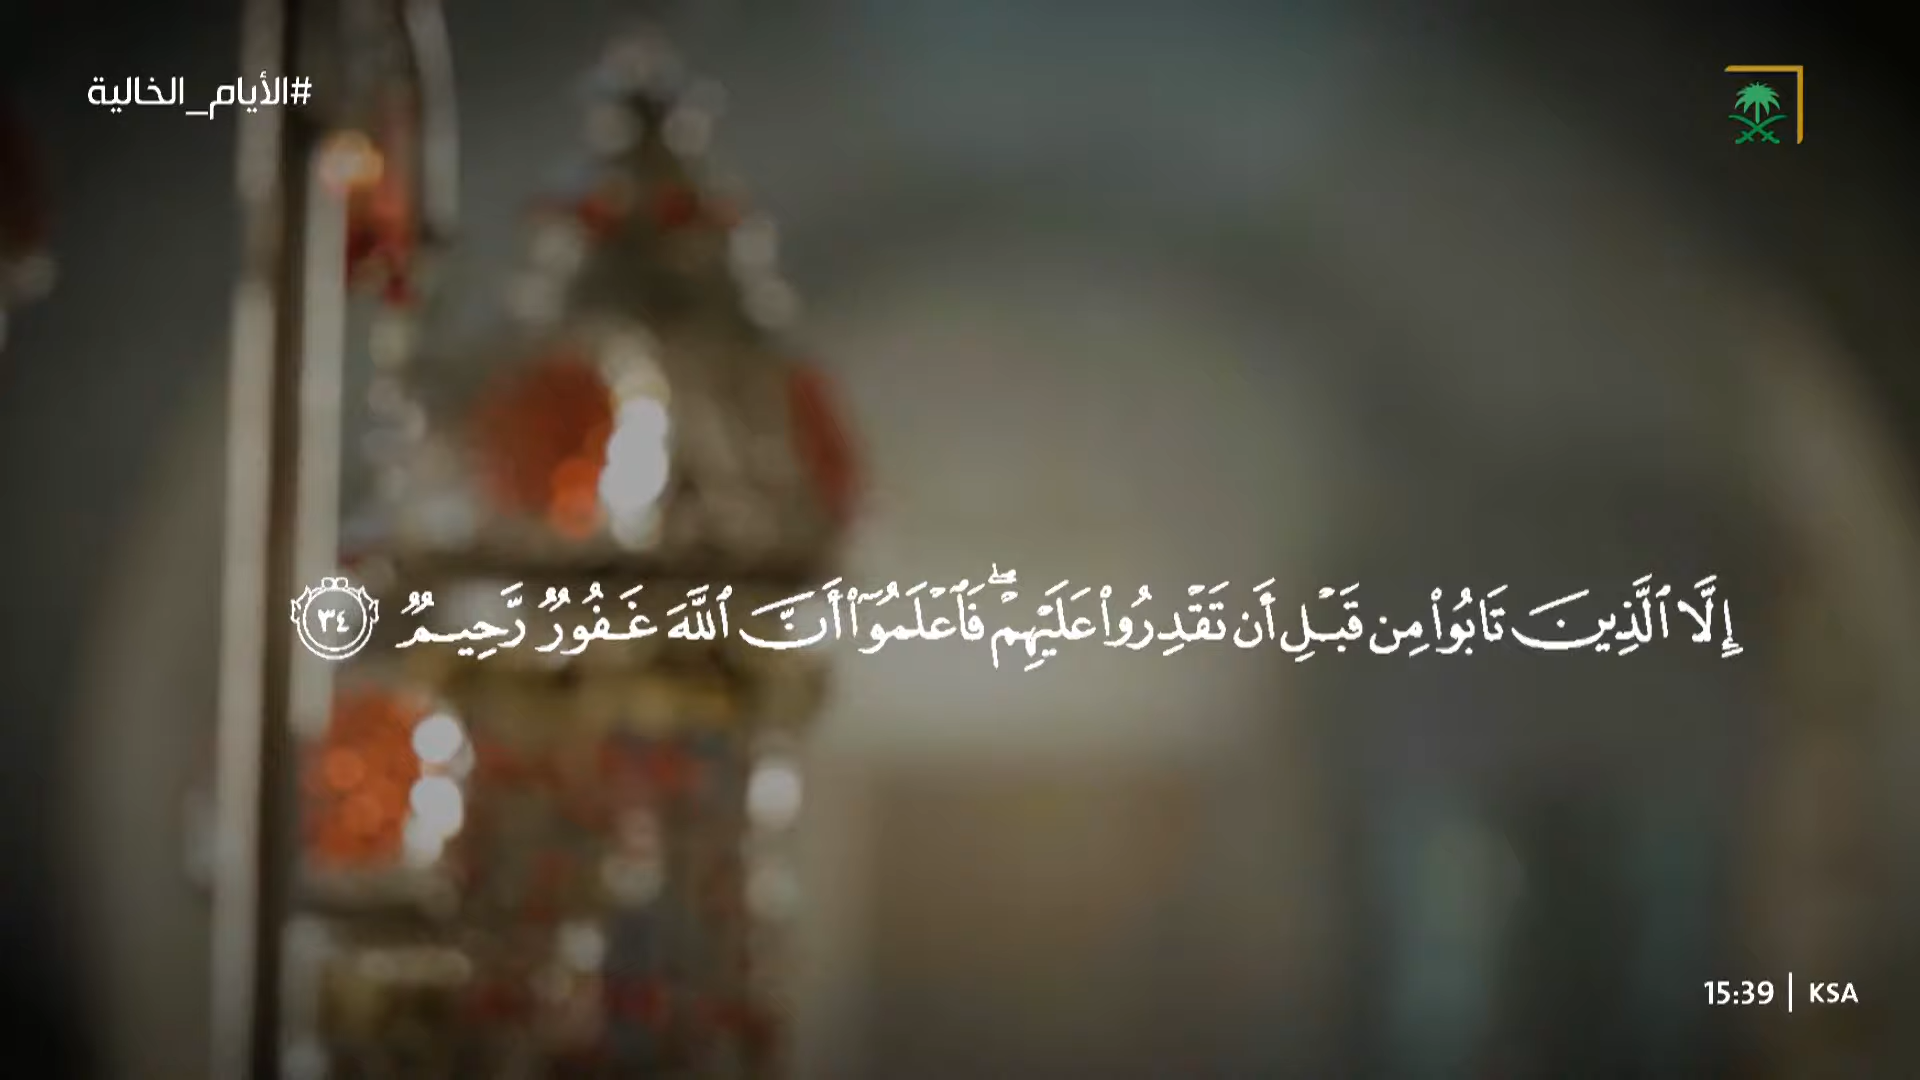 #الأيام_الخالية
إِلَّا ٱلَّذِينَ تَابُوا۟ مِن قَبْلِ أَن تَقْدِرُوا۟ عَلَيْهِمْ ۖ فَٱعْلَمُوٓا۟ أَنَّ ٱللَّهَ غَفُورٌ رَّحِيمٌ ٣٤
15:39 | KSA